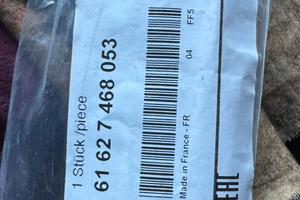 1 Stück /piece
61 62 7 468 053
Made in France - FR
04
FF5
EAC